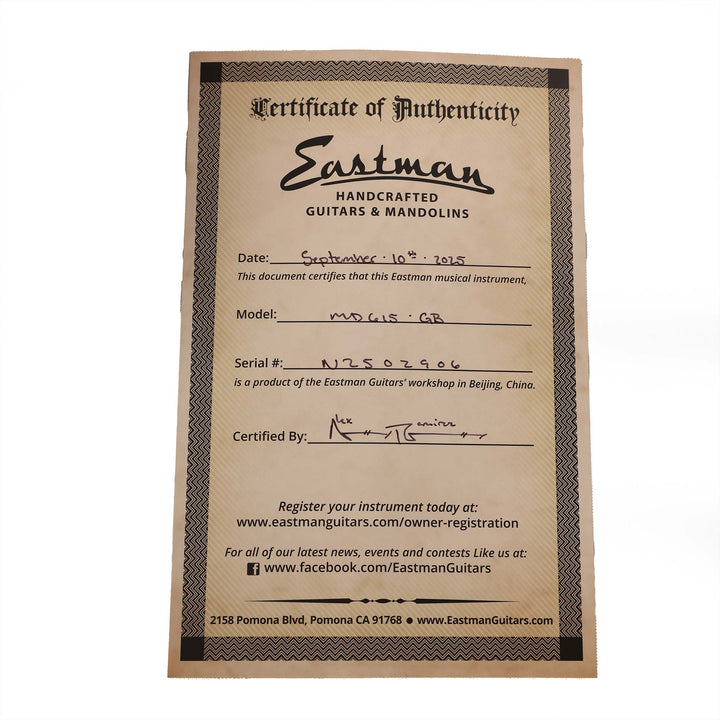 Certificate of Authenticity
Eastman
HANDCRAFTED
GUITARS & MANDOLINS
Date: September · 10th · 2025
This document certifies that this Eastman musical instrument,
Model: MD615 · GB
Serial #: N2502906
is a product of the Eastman Guitars' workshop in Beijing, China.
Certified By: Alex Ramirez
Register your instrument today at:
www.eastmanguitars.com/owner-registration
For all of our latest news, events and contests Like us at:
f www.facebook.com/EastmanGuitars
2158 Pomona Blvd, Pomona CA 91768 ● www.EastmanGuitars.com